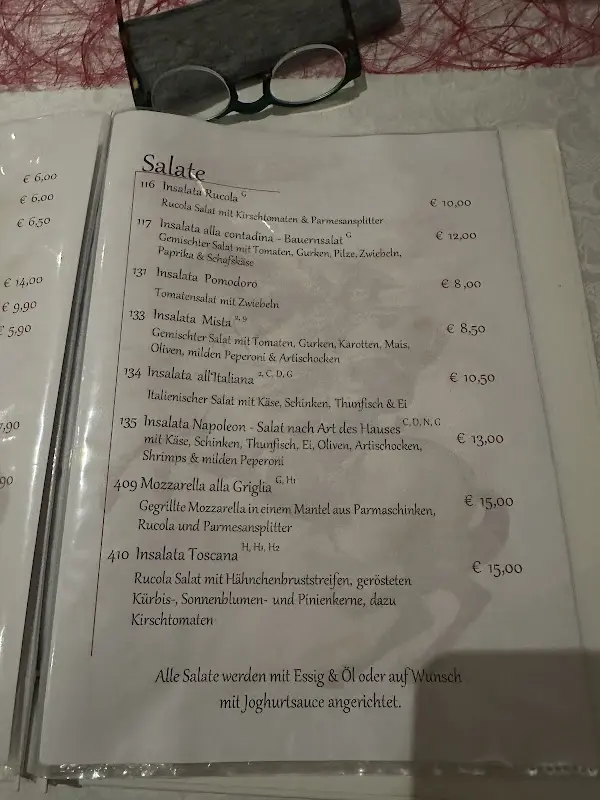 € 6,00
€ 6,00
€ 6,50
€ 14,00
€ 9,90
€ 5,90
7,90
90
Salate
116 Insalata Rucola G
Rucola Salat mit Kirschtomaten & Parmesansplitter
€ 10,00
117 Insalata alla contadina - Bauernsalat G
Gemischter Salat mit Tomaten, Gurken, Pilze, Zwiebeln,
Paprika & Schafskäse
€ 12,00
131 Insalata Pomodoro
Tomatensalat mit Zwiebeln
€ 8,00
133 Insalata Mista 2, 9
Gemischter Salat mit Tomaten, Gurken, Karotten, Mais,
Oliven, milden Peperoni & Artischocken
€ 8,50
134 Insalata all'Italiana 2, C, D, G
Italienischer Salat mit Käse, Schinken, Thunfisch & Ei
€ 10,50
135 Insalata Napoleon - Salat nach Art des Hauses C, D, N, G
mit Käse, Schinken, Thunfisch, Ei, Oliven, Artischocken,
Shrimps & milden Peperoni
€ 13,00
409 Mozzarella alla Griglia G, H1
Gegrillte Mozzarella in einem Mantel aus Parmaschinken,
Rucola und Parmesansplitter
€ 15,00
410 Insalata Toscana H, H1, H2
Rucola Salat mit Hähnchenbruststreifen, gerösteten
Kürbis-, Sonnenblumen- und Pinienkerne, dazu
Kirschtomaten
€ 15,00
Alle Salate werden mit Essig & Öl oder auf Wunsch
mit Joghurtsauce angerichtet.